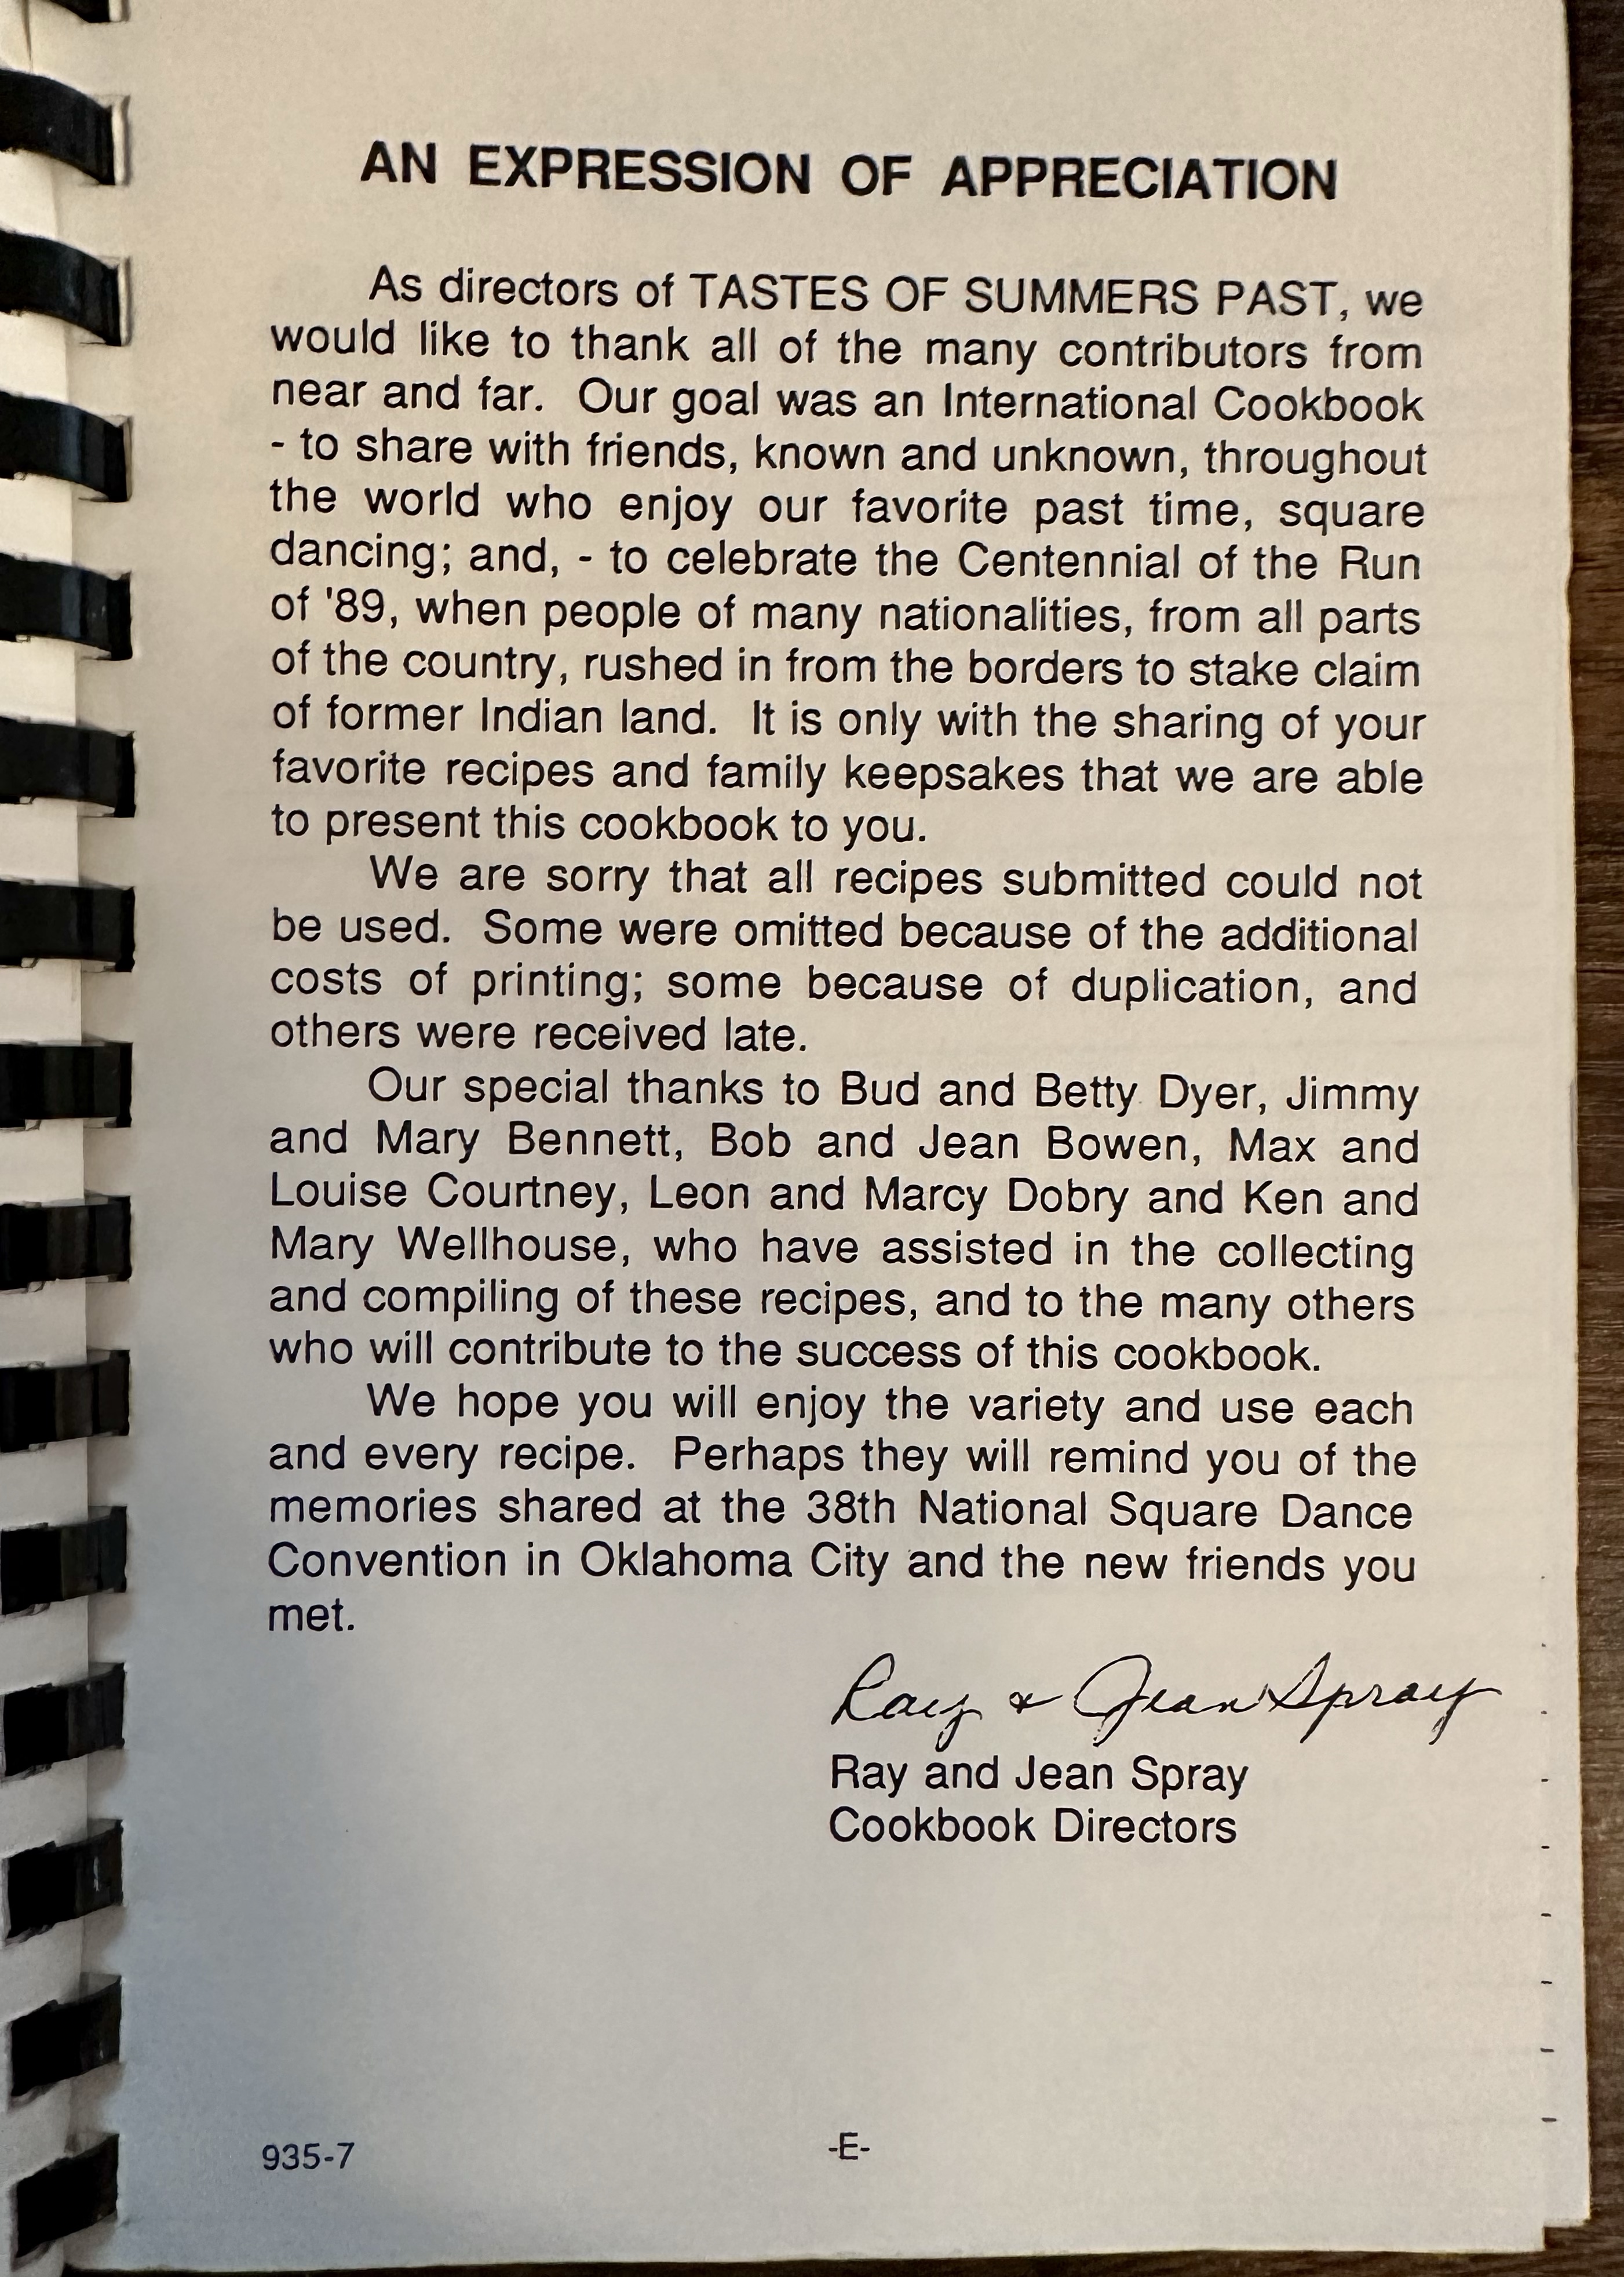 AN EXPRESSION OF APPRECIATION
As directors of TASTES OF SUMMERS PAST, we
would like to thank all of the many contributors from
near and far. Our goal was an International Cookbook
- to share with friends, known and unknown, throughout
the world who enjoy our favorite past time, square
dancing; and, - to celebrate the Centennial of the Run
of '89, when people of many nationalities, from all parts
of the country, rushed in from the borders to stake claim
of former Indian land. It is only with the sharing of your
favorite recipes and family keepsakes that we are able
to present this cookbook to you.
We are sorry that all recipes submitted could not
be used. Some were omitted because of the additional
costs of printing; some because of duplication, and
others were received late.
Our special thanks to Bud and Betty Dyer, Jimmy
and Mary Bennett, Bob and Jean Bowen, Max and
Louise Courtney, Leon and Marcy Dobry and Ken and
Mary Wellhouse, who have assisted in the collecting
and compiling of these recipes, and to the many others
who will contribute to the success of this cookbook.
We hope you will enjoy the variety and use each
and every recipe. Perhaps they will remind you of the
memories shared at the 38th National Square Dance
Convention in Oklahoma City and the new friends you
met.
Ray & Jean Spray
Ray and Jean Spray
Cookbook Directors
935-7
-E-